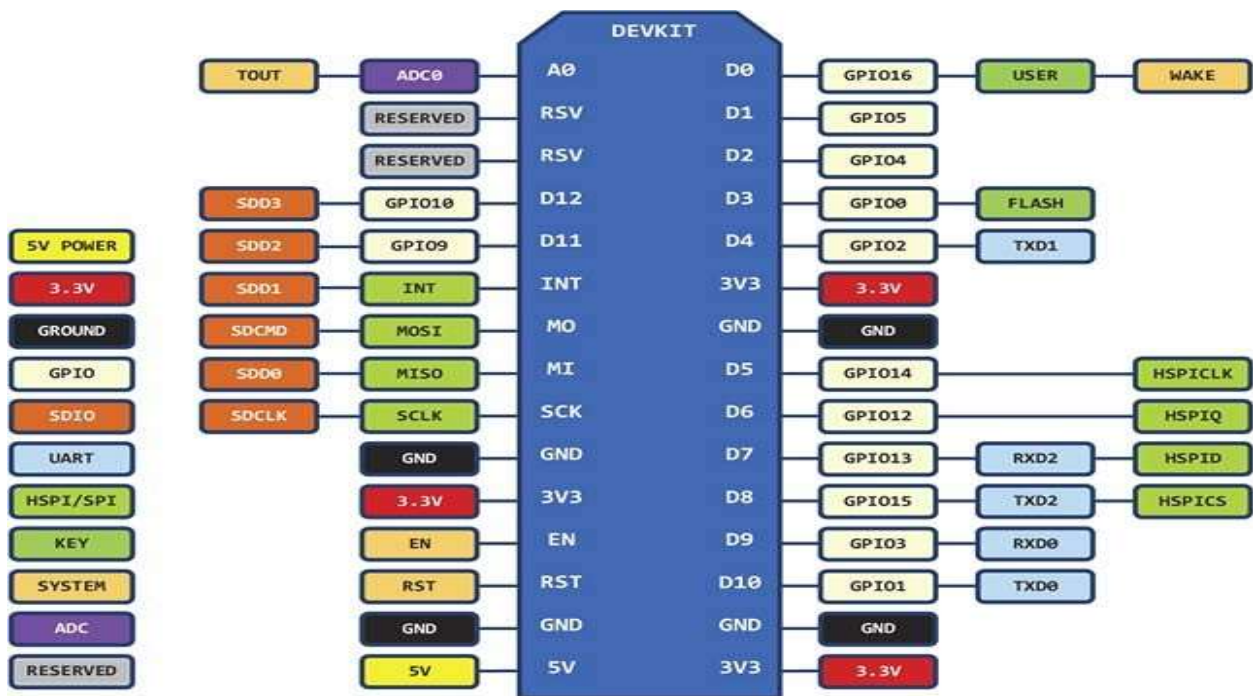 DEVKIT
TOUT ADC0 A0 D0 GPIO16 USER WAKE
RESERVED RSV D1 GPIO5
RESERVED RSV D2 GPIO4
SDD3 GPIO10 D12 D3 GPIO0 FLASH
5V POWER SDD2 GPIO9 D11 D4 GPIO2 TXD1
3.3V SDD1 INT INT 3V3 3.3V
GROUND SDCMD MOSI MO GND GND
GPIO SDD0 MISO MI D5 GPIO14 HSPICLK
SDIO SDCLK SCLK SCK D6 GPIO12 HSPIQ
UART GND GND D7 GPIO13 RXD2 HSPID
HSPI/SPI 3.3V 3V3 D8 GPIO15 TXD2 HSPICS
KEY EN EN D9 GPIO3 RXD0
SYSTEM RST RST D10 GPIO1 TXD0
ADC GND GND GND GND
RESERVED 5V 5V 3V3 3.3V